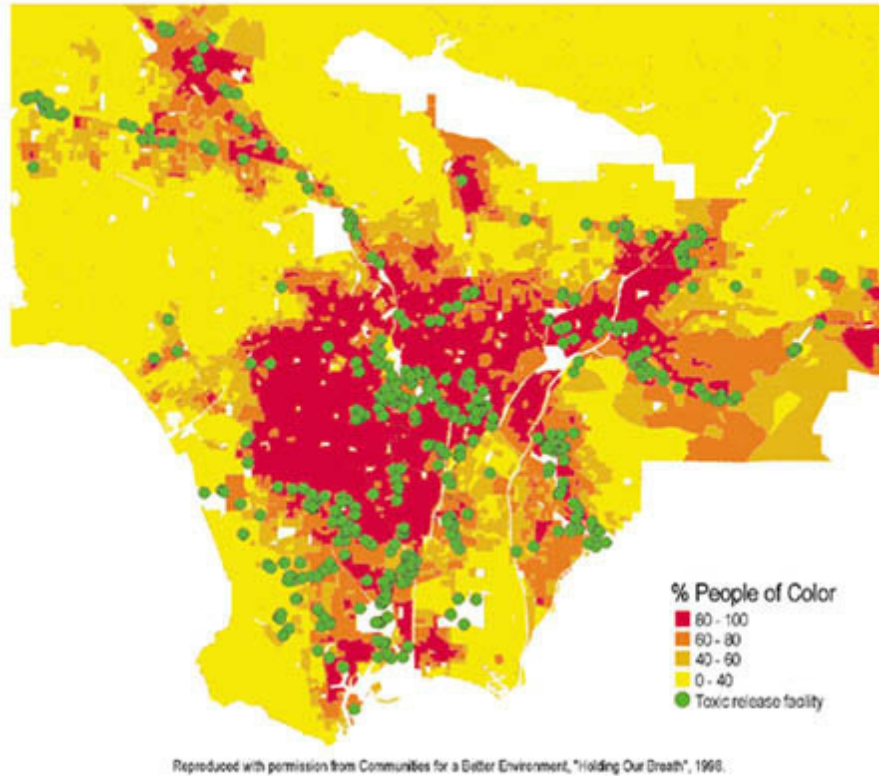 % People of Color
80 - 100
60 - 80
40 - 60
0 - 40
Toxic release facility
Reproduced with permission from Communities for a Better Environment, "Holding Our Breath", 1998.